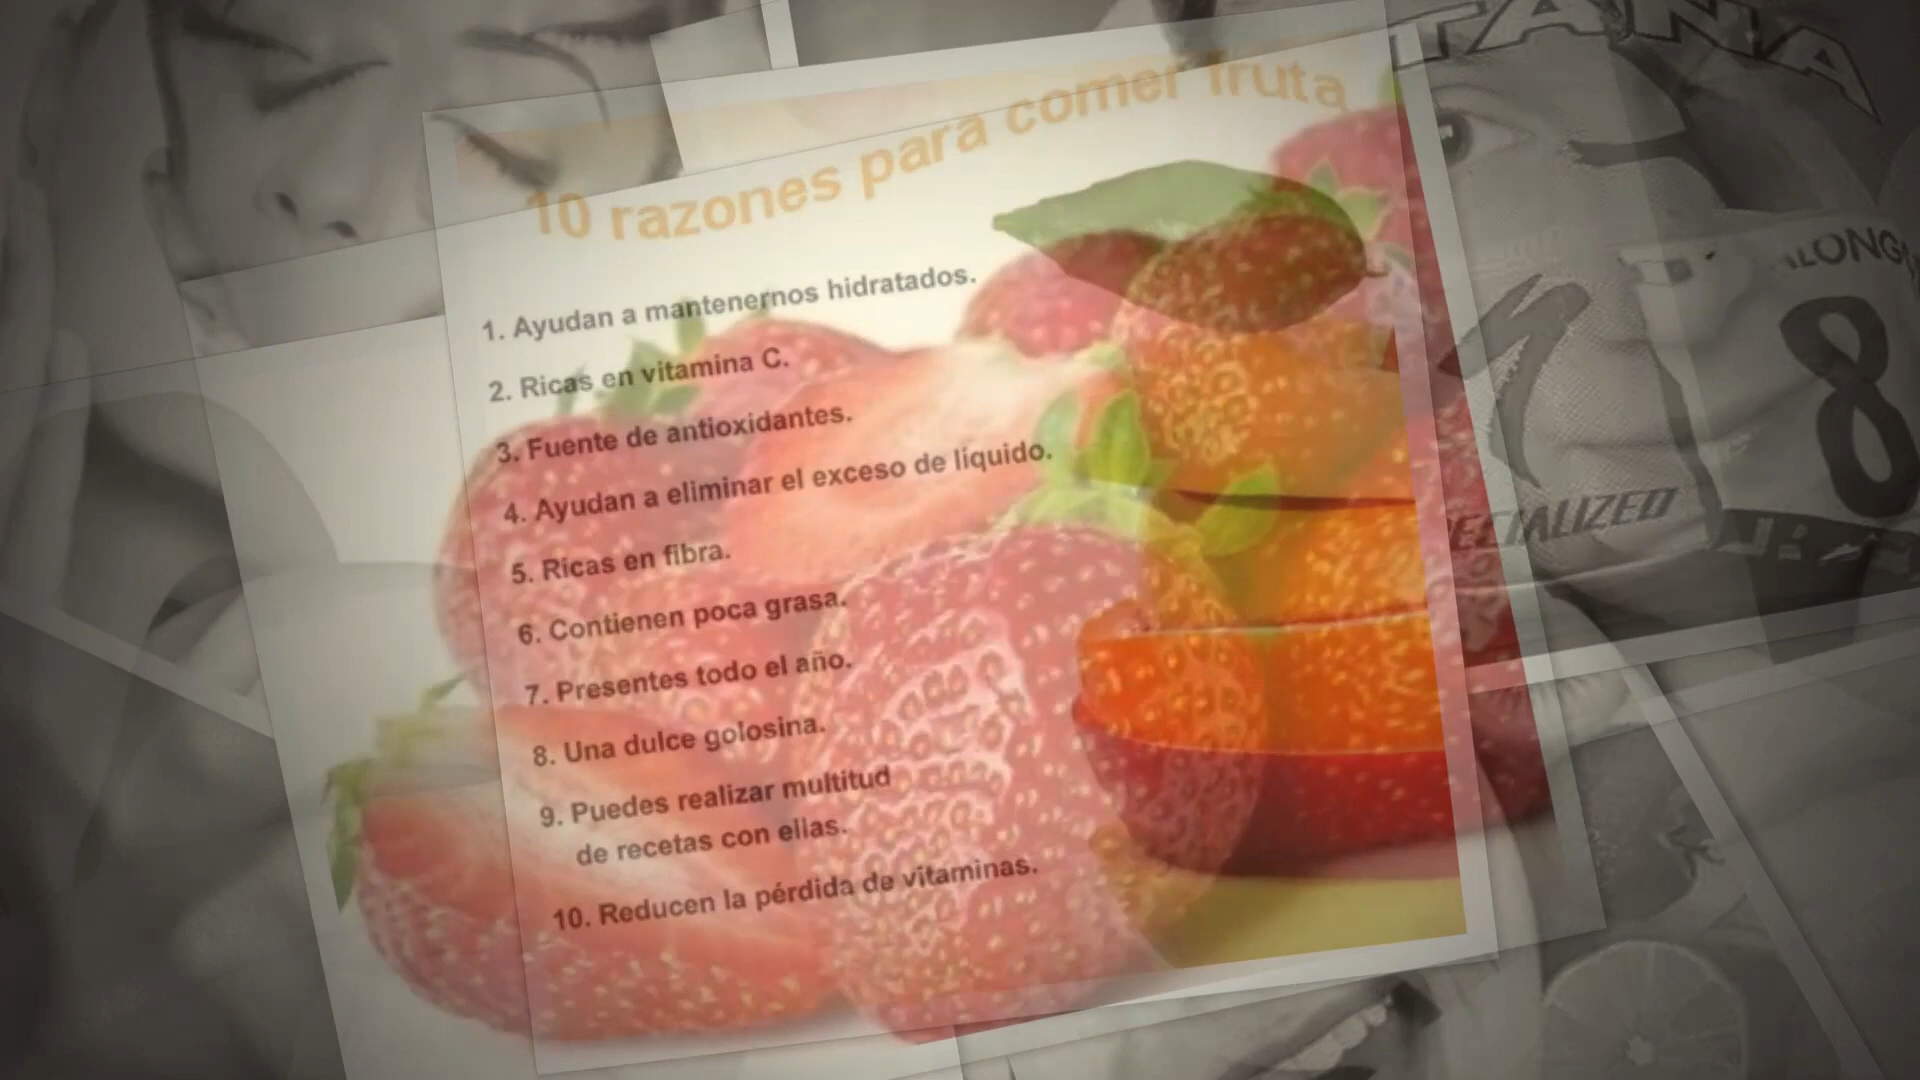 10 razones para comer fruta
1. Ayudan a mantenernos hidratados.
2. Ricas en vitamina C.
3. Fuente de antioxidantes.
4. Ayudan a eliminar el exceso de líquido.
5. Ricas en fibra.
6. Contienen poca grasa.
7. Presentes todo el año.
8. Una dulce golosina.
9. Puedes realizar multitud
de recetas con ellas.
10. Reducen la pérdida de vitaminas.
TANA
8